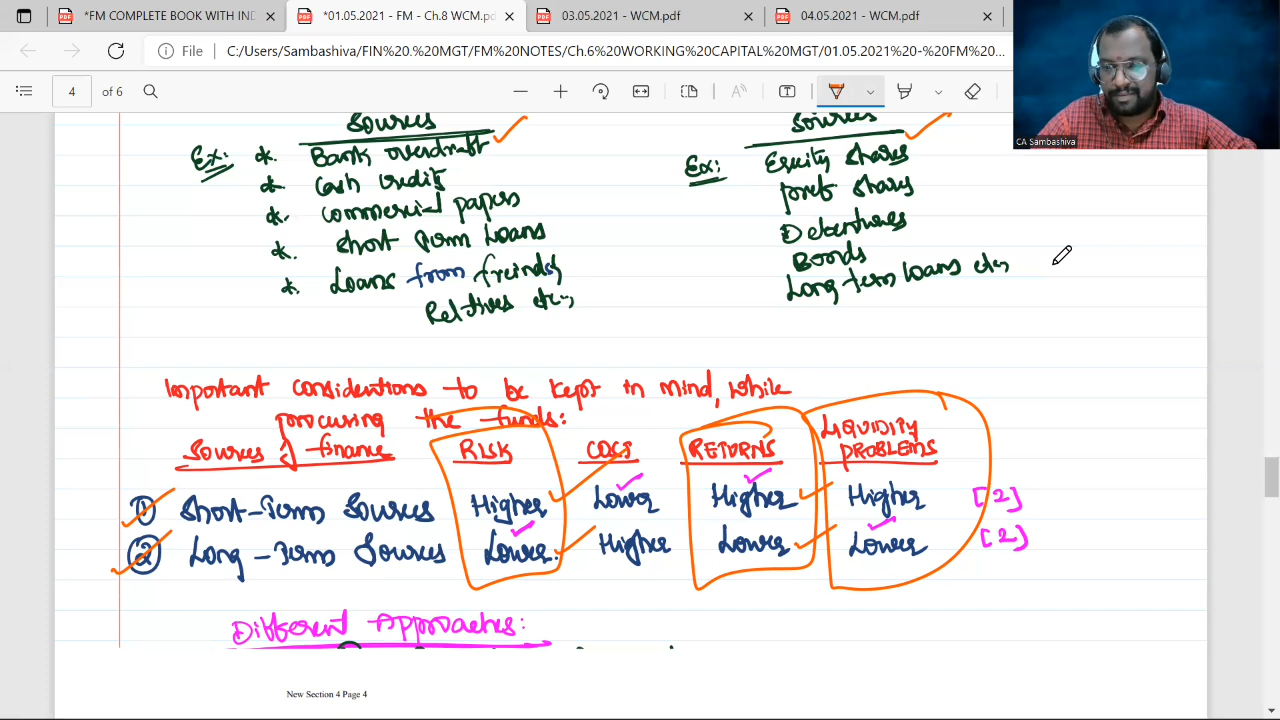 *FM COMPLETE BOOK WITH IND
*01.05.2021 - FM - Ch.8 WCM.pd
03.05.2021 - WCM.pdf
04.05.2021 - WCM.pdf
File C:/Users/Sambashiva/FIN%20.%20MGT/FM%20NOTES/Ch.6%20WORKING%20CAPITAL%20MGT/01.05.2021%20-%20FM%20...
4 of 6
CA Sambashiva
Sources Sources
Ex: *. Bank overdraft Ex: Equity shares
*. Cash credits pref. shares
*. commercial papers Debentures
*. short term Loans Bonds
*. Loans from freinds, Long term loans etc.,
Relatives etc.,
Important considerations to be kept in mind, while
procuring the funds:
Sources of finance RISK COST RETURNS LIQUIDITY PROBLEMS
① Short-Term Sources Higher Lower Higher Higher [2]
② Long-Term Sources Lower. Higher Lower Lower [2]
Different Approaches:
New Section 4 Page 4